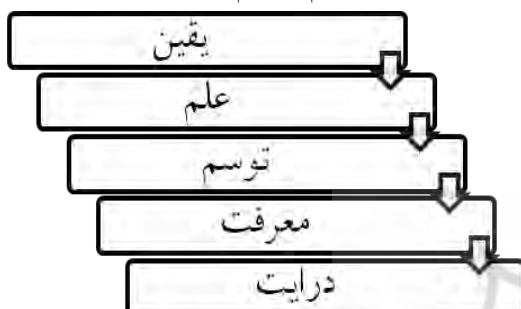 یقین
علم
توسم
معرفت
درایت